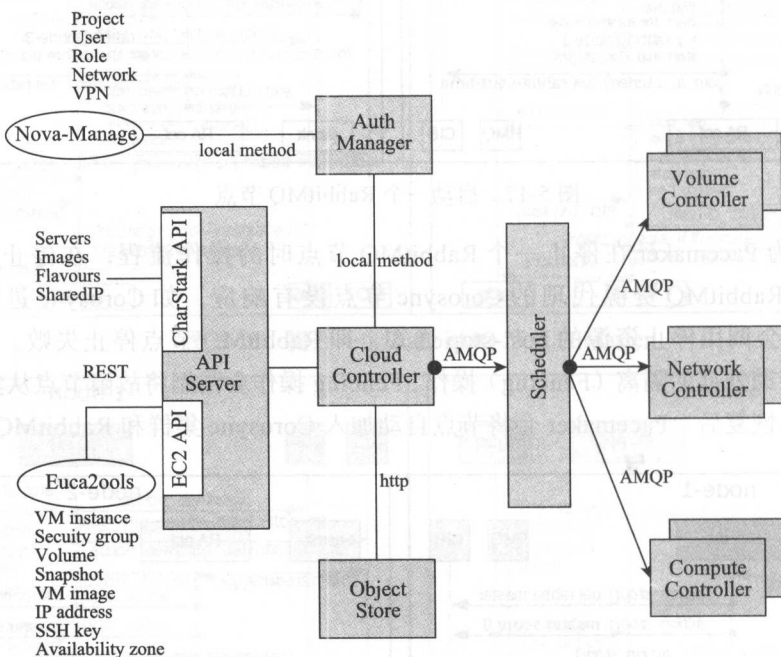 Project
User
Role
Network
VPN
Nova-Manage
local method
Auth
Manager
Volume
Controller
Server
Images
Flavours
SharedIP
CharStark API
local method
AMQP
REST
API
Server
Cloud
Controller
AMQP
Scheduler
AMQP
Network
Controller
EC2 API
Euca2ools
http
AMQP
VM instance
Secuity group
Volume
Snapshot
VM image
IP address
SSH key
Availability zone
Object
Store
Compute
Controller